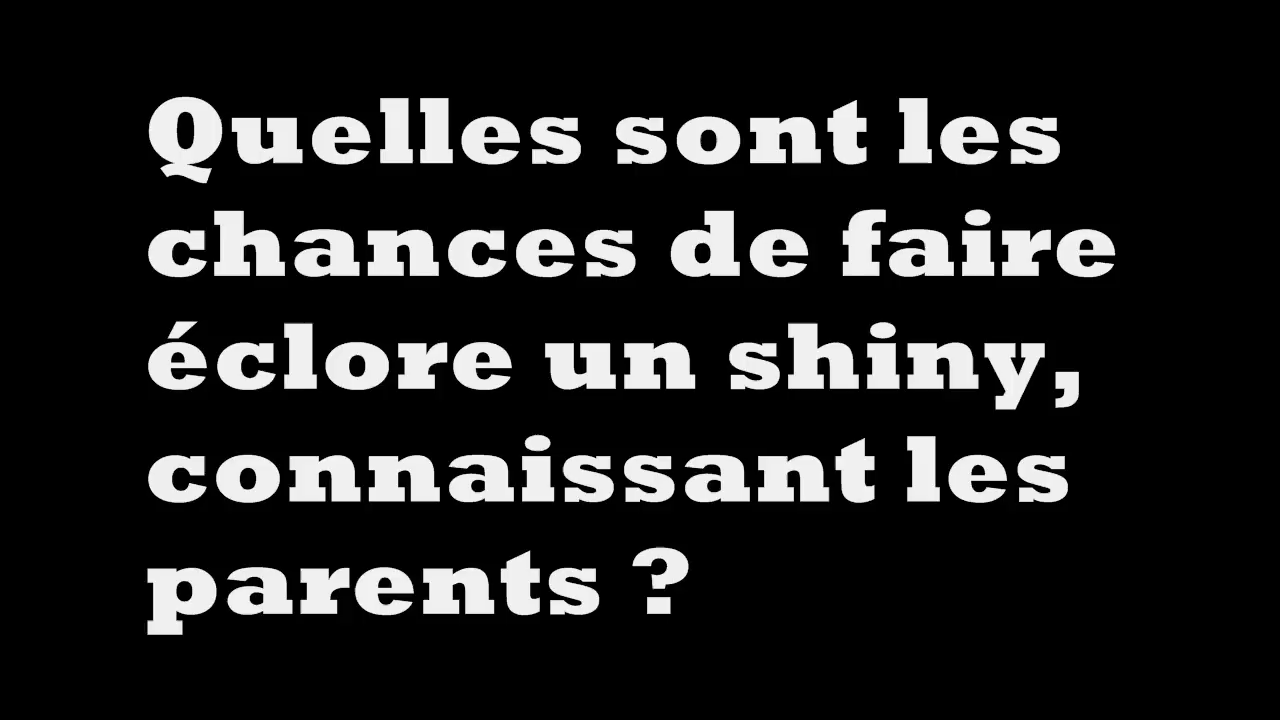 Quelles sont les
chances de faire
éclore un shiny,
connaissant les
parents ?